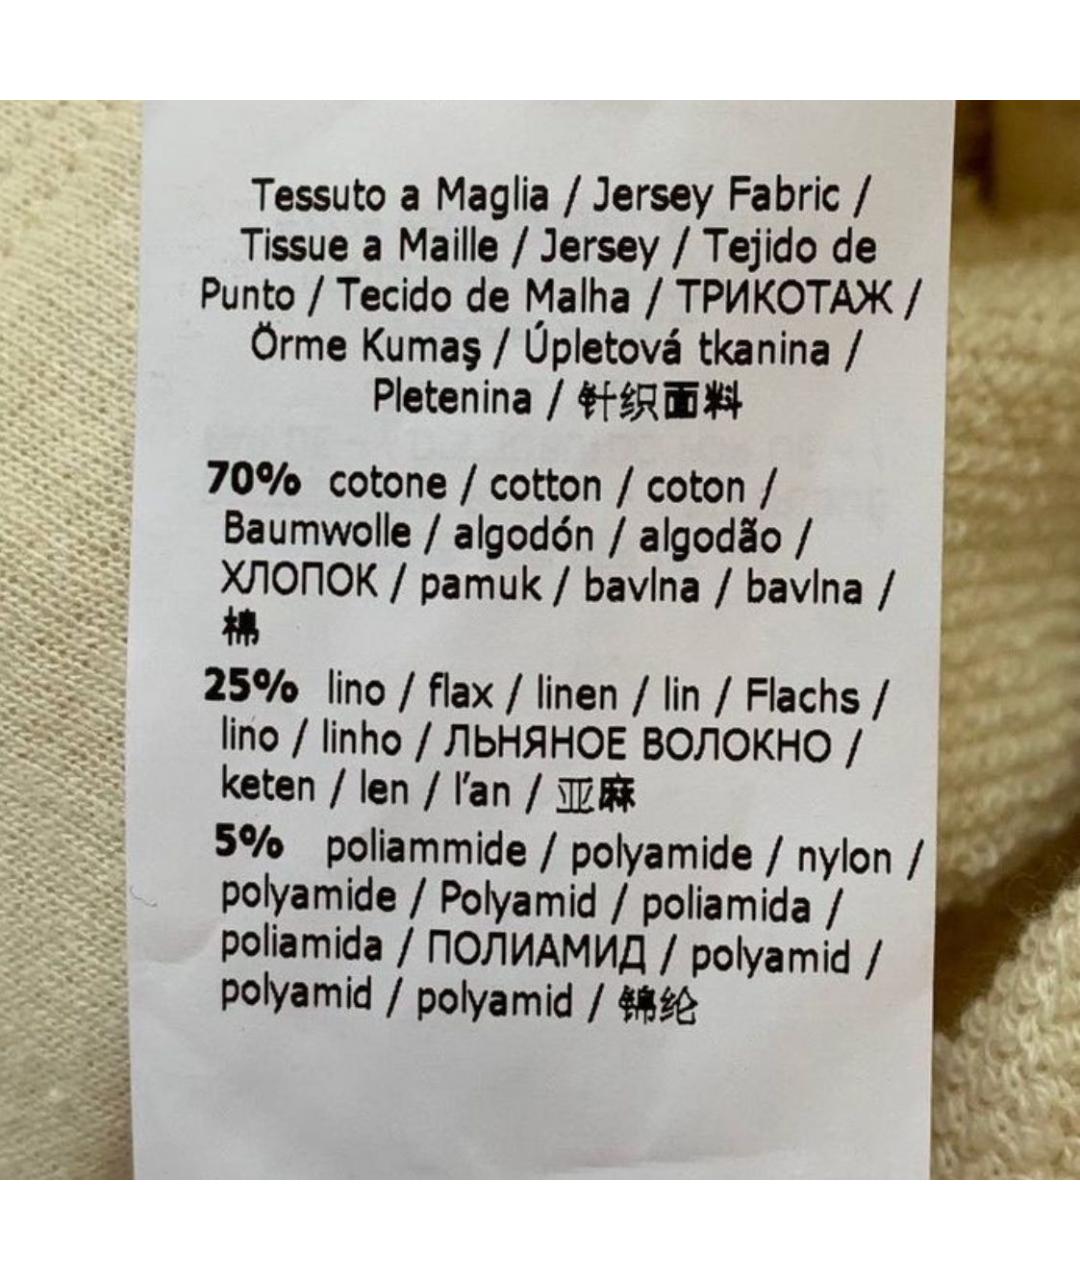 Tessuto a Maglia / Jersey Fabric /
Tissue a Maille / Jersey / Tejido de
Punto / Tecido de Malha / ТРИКОТАЖ /
Örme Kumaş / Úpletová tkanina /
Pletenina / 针织面料
70% cotone / cotton / coton /
Baumwolle / algodón / algodão /
ХЛОПОК / pamuk / bavlna / bavlna /
棉
25% lino / flax / linen / lin / Flachs /
lino / linho / ЛЬНЯНОЕ ВОЛОКНО /
keten / len / l'an / 亚麻
5% poliammide / polyamide / nylon /
polyamide / Polyamid / poliamida /
poliamida / ПОЛИАМИД / polyamid /
polyamid / polyamid / 锦纶